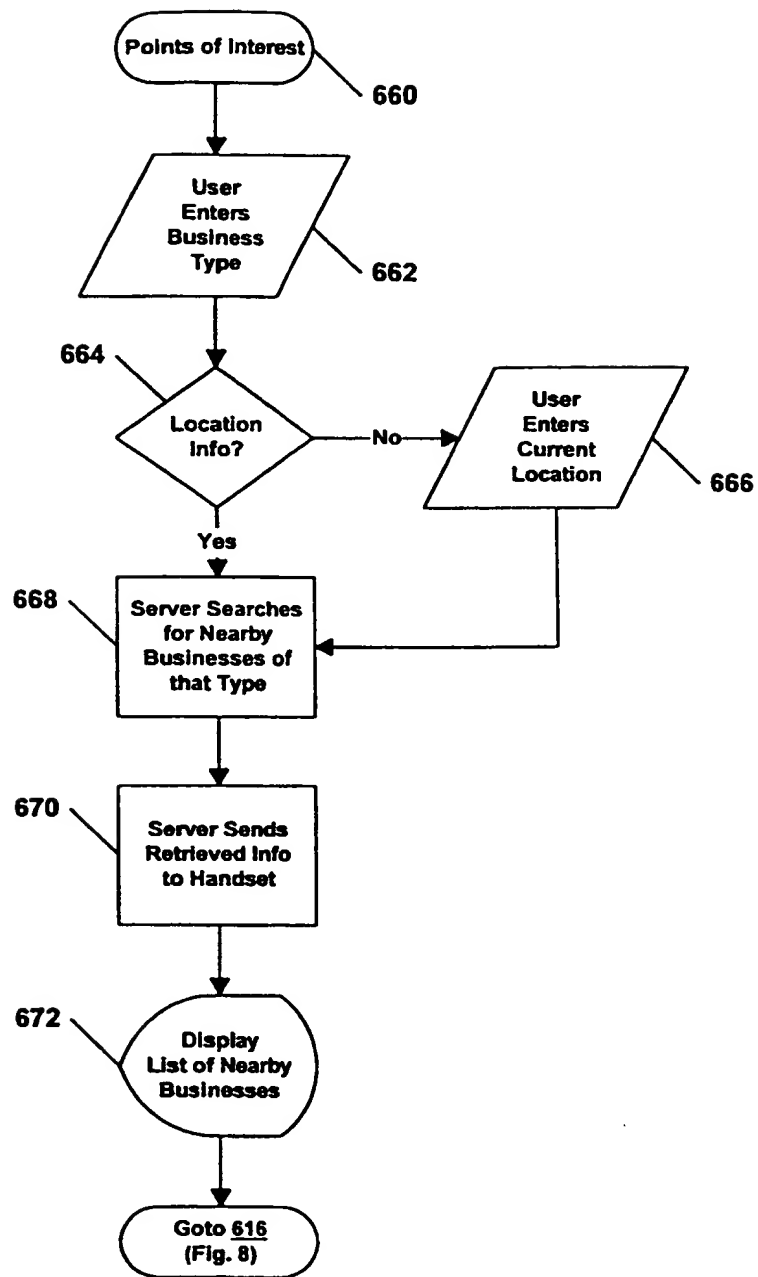 Points of Interest
660
User
Enters
Business
Type
662
664
Location
Info?
No
User
Enters
Current
Location
666
Yes
668
Server Searches
for Nearby
Businesses of
that Type
670
Server Sends
Retrieved Info
to Handset
672
Display
List of Nearby
Businesses
Goto 616
(Fig. 8)